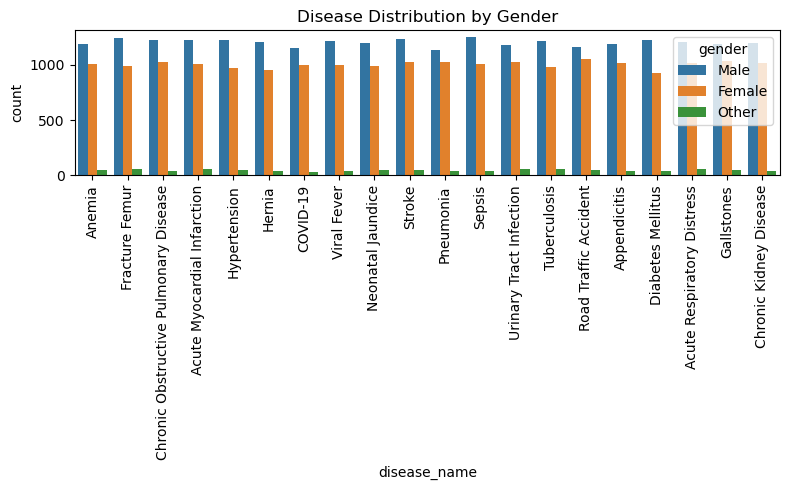 Disease Distribution by Gender
count
1000
500
0
gender
Male
Female
Other
Anemia
Fracture Femur
Chronic Obstructive Pulmonary Disease
Acute Myocardial Infarction
Hypertension
Hernia
COVID-19
Viral Fever
Neonatal Jaundice
Stroke
Pneumonia
Sepsis
Urinary Tract Infection
Tuberculosis
Road Traffic Accident
Appendicitis
Diabetes Mellitus
Acute Respiratory Distress
Gallstones
Chronic Kidney Disease
disease_name